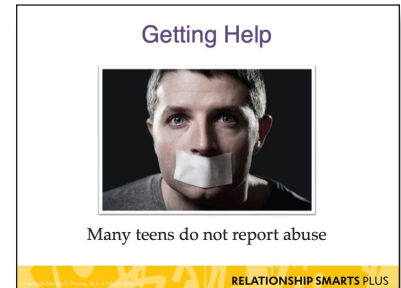 Getting Help
Many teens do not report abuse
RELATIONSHIP SMARTS PLUS